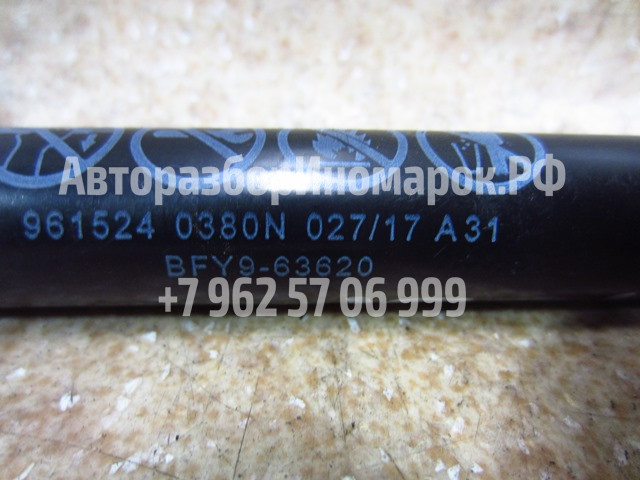 АвторазборИномарок.РФ
961524 0380N 027/17 A31
BFY9-63620
+7 962 57 06 999